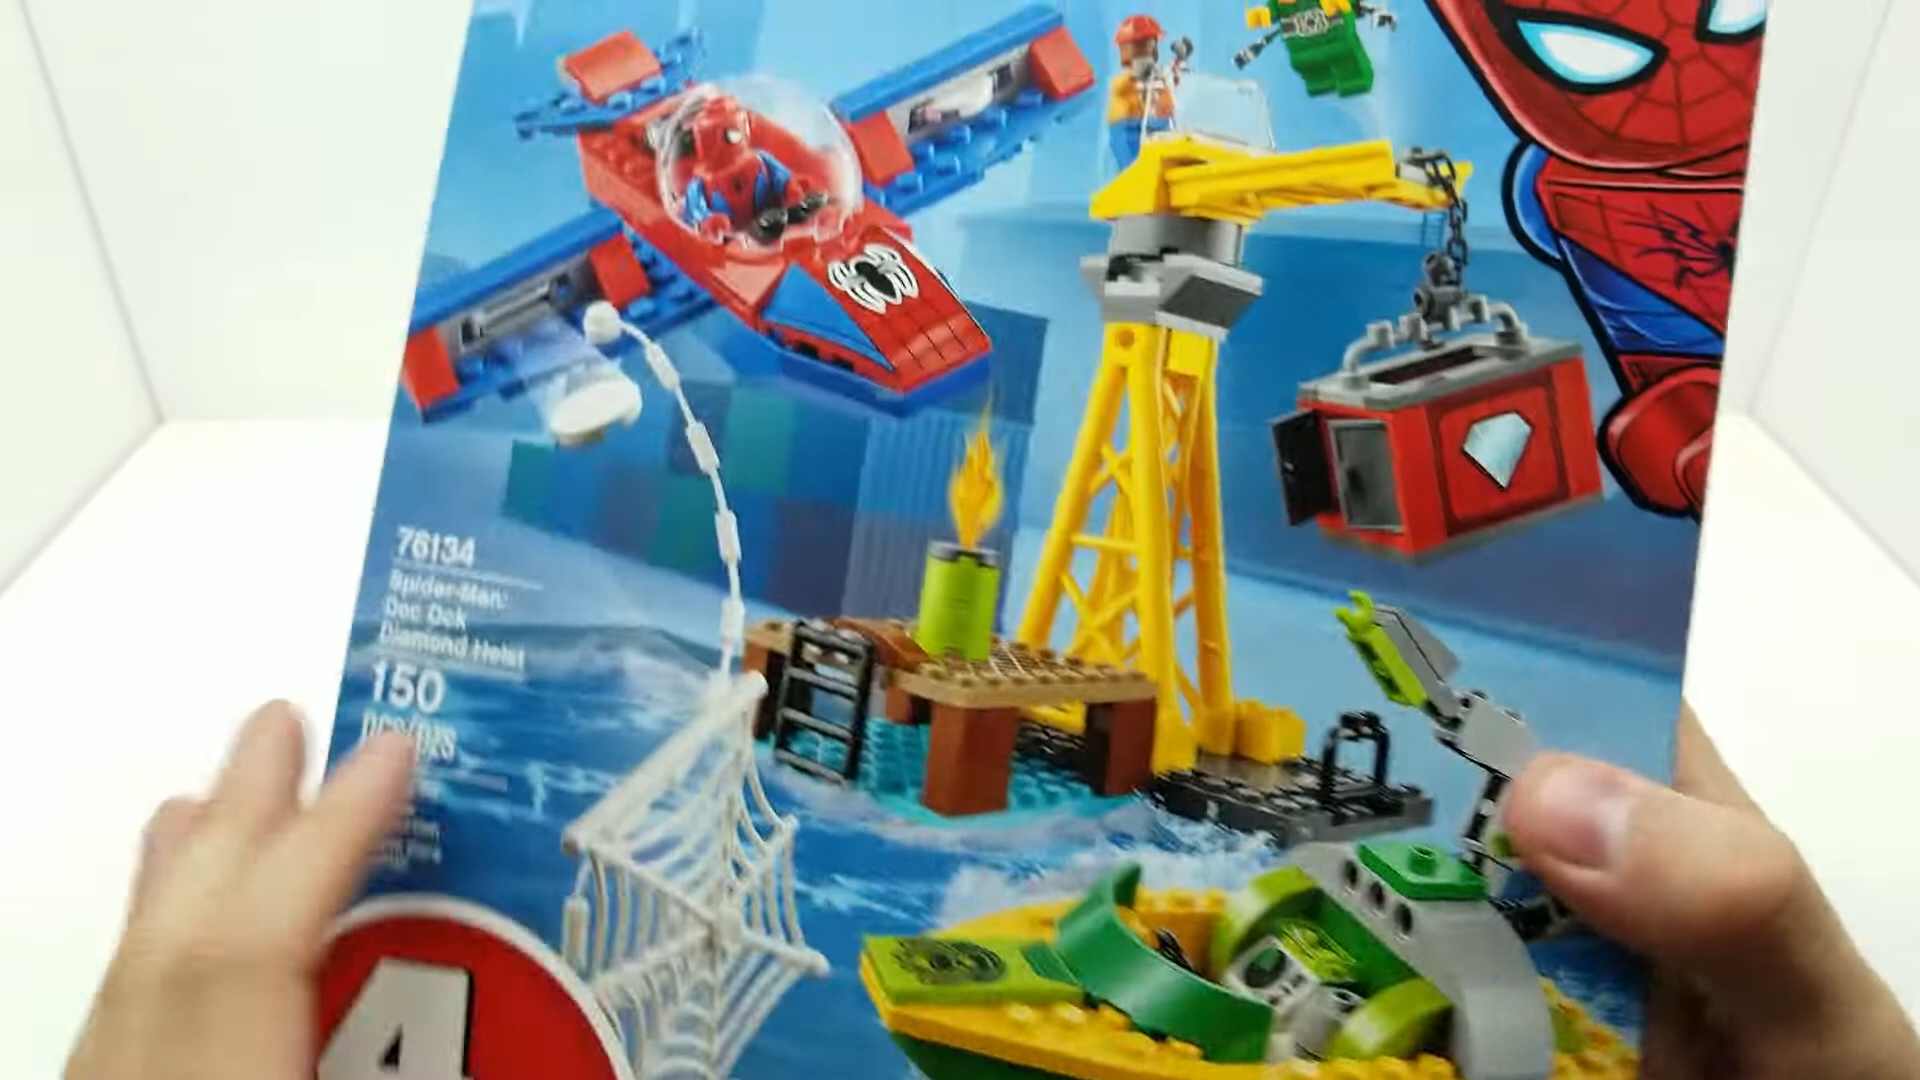 76134
Spider-Man:
Doc Ock
Diamond Heist
150
pcs/pzs
4